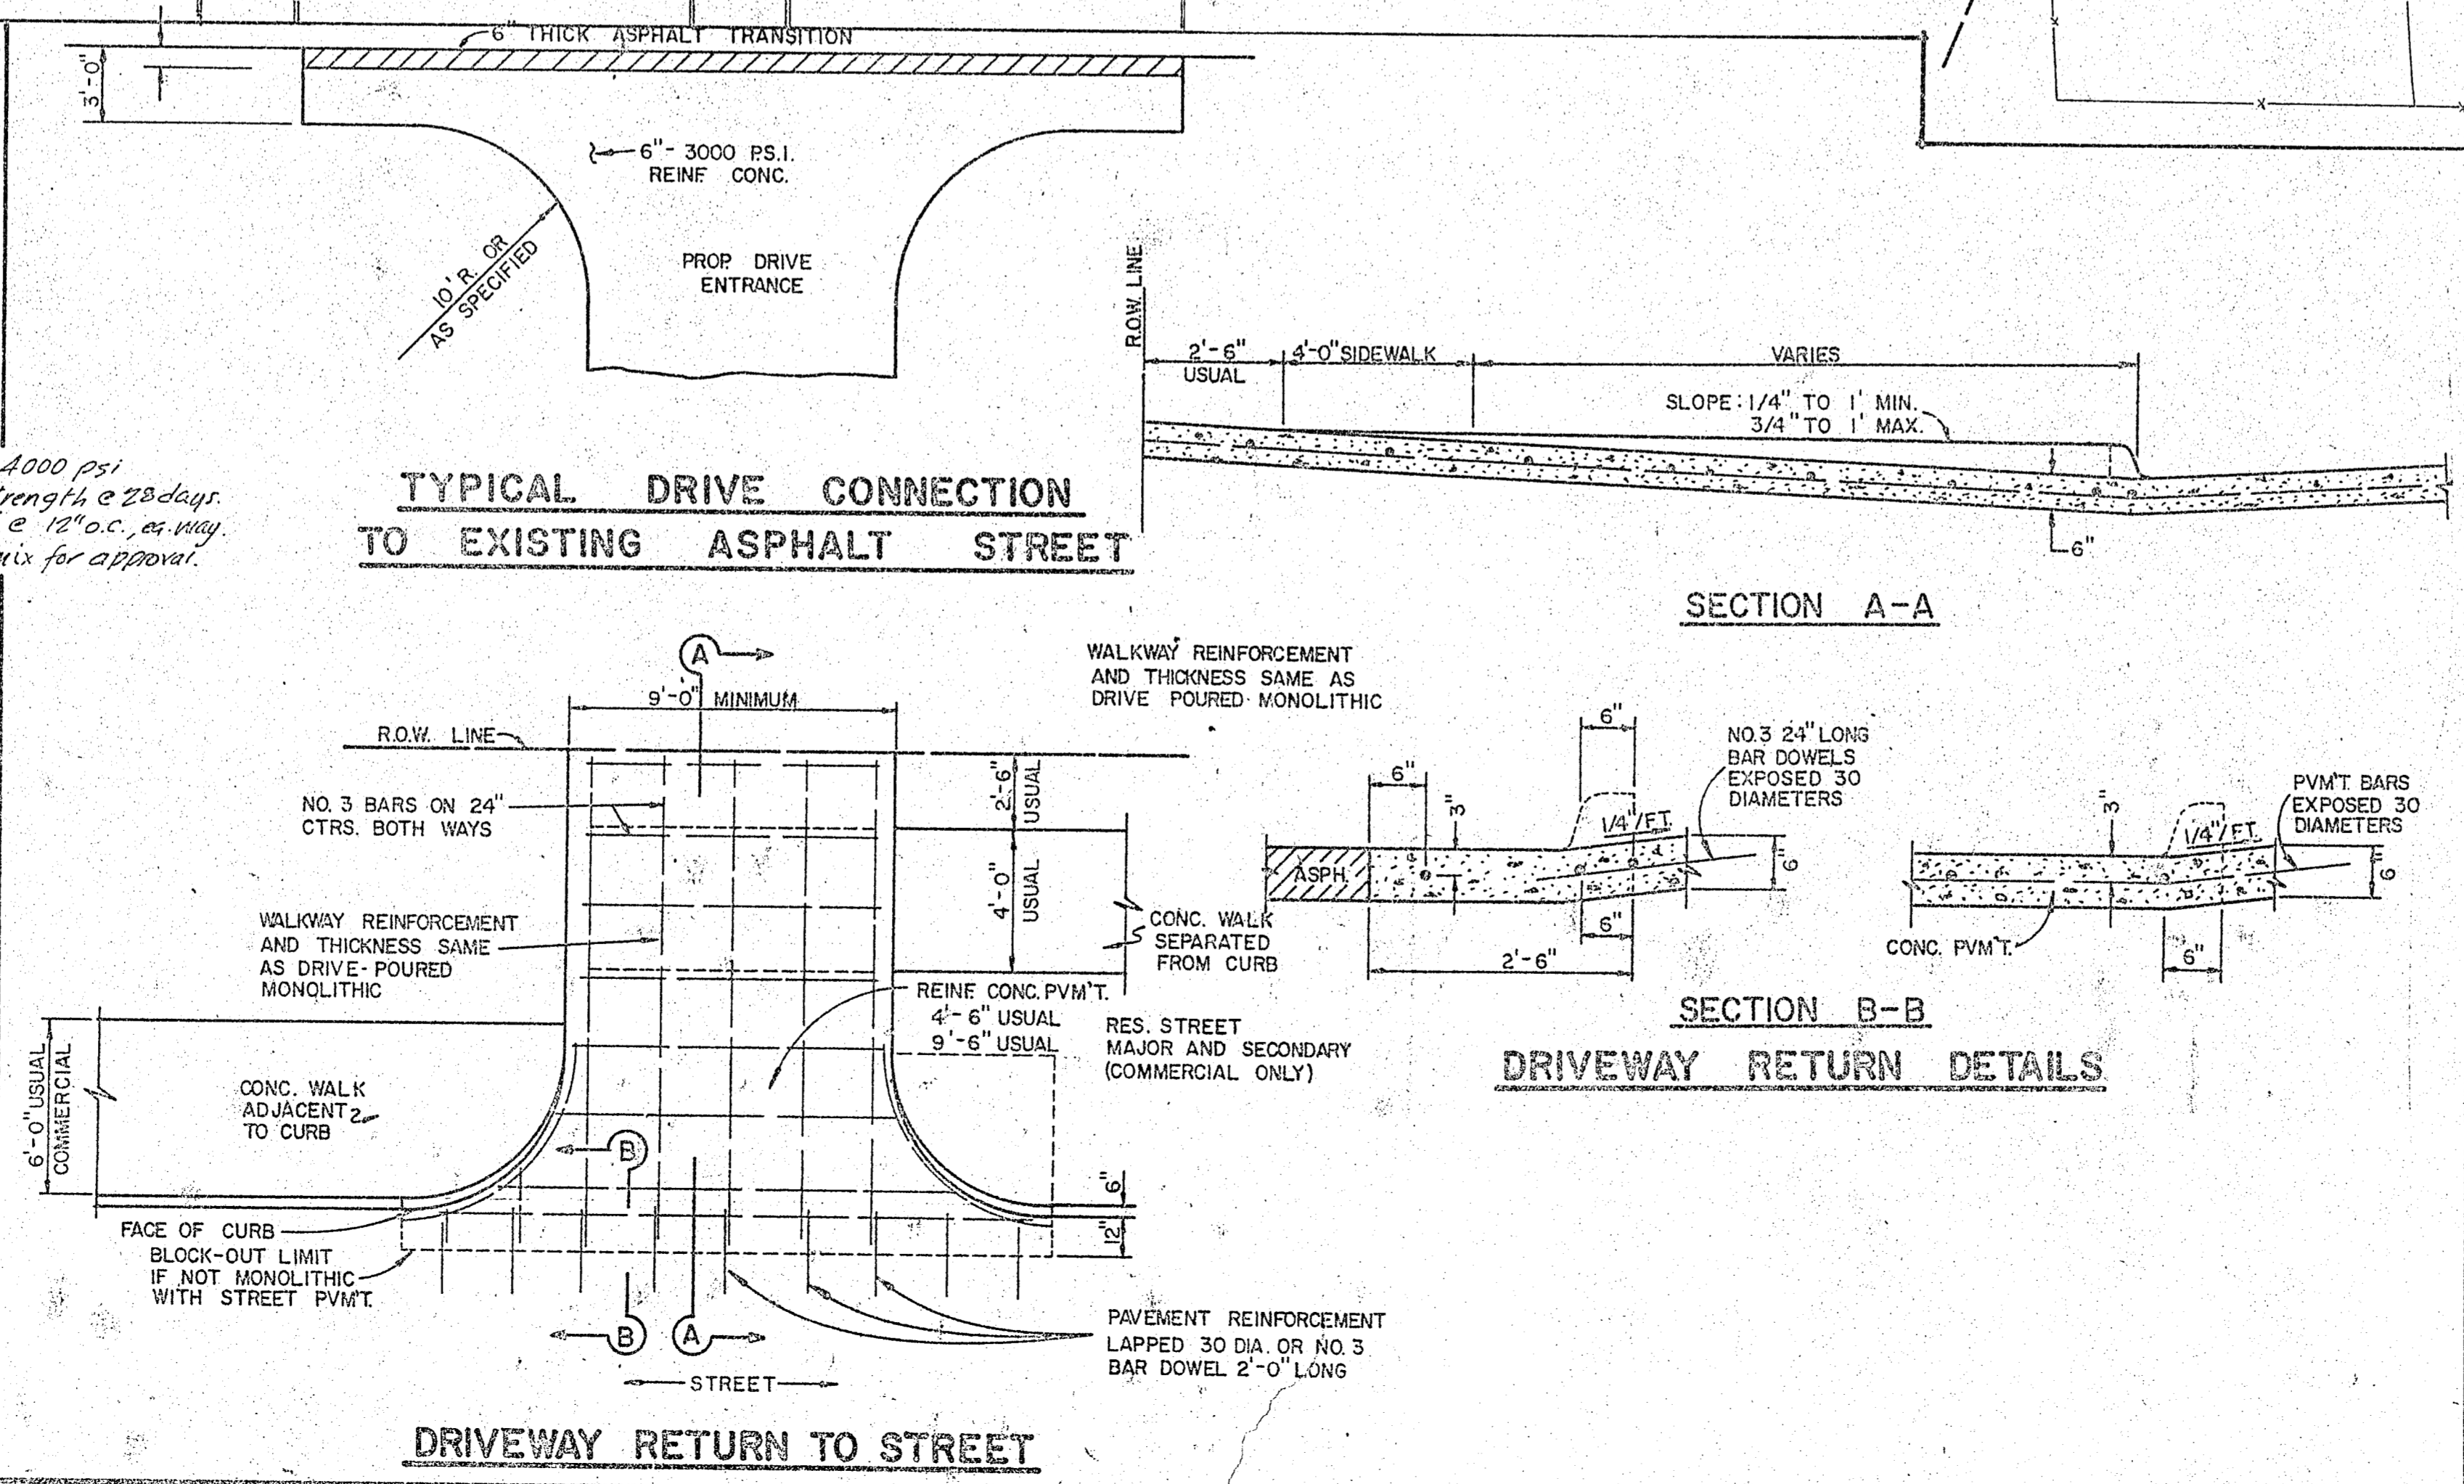 6" THICK ASPHALT TRANSITION
3'-0"
6"- 3000 P.S.I.
REINF. CONC.
10' R. OR
AS SPECIFIED
PROP. DRIVE
ENTRANCE
4000 psi
@ 28 days.
@ 12" o.c., ea. way.
for approval.
TYPICAL DRIVE CONNECTION
TO EXISTING ASPHALT STREET
R.O.W. LINE
2'-6"
USUAL
4'-0" SIDEWALK
VARIES
SLOPE: 1/4" TO 1' MIN.
3/4" TO 1' MAX.
6"
SECTION A-A
A
9'-0" MINIMUM
R.O.W. LINE
WALKWAY REINFORCEMENT
AND THICKNESS SAME AS
DRIVE POURED MONOLITHIC
NO. 3 BARS ON 24"
CTRS. BOTH WAYS
2'-6"
USUAL
4'-0"
USUAL
WALKWAY REINFORCEMENT
AND THICKNESS SAME
AS DRIVE-POURED
MONOLITHIC
CONC. WALK
SEPARATED
FROM CURB
REINF. CONC. PVM'T.
4'-6" USUAL
9'-6" USUAL
RES. STREET
MAJOR AND SECONDARY
(COMMERCIAL ONLY)
6'-0" USUAL
COMMERCIAL
CONC. WALK
ADJACENT
TO CURB
B
6"
12"
FACE OF CURB
BLOCK-OUT LIMIT
IF NOT MONOLITHIC
WITH STREET PVM'T.
B
A
STREET
PAVEMENT REINFORCEMENT
LAPPED 30 DIA. OR NO. 3
BAR DOWEL 2'-0" LONG
DRIVEWAY RETURN TO STREET
6"
6"
3"
NO. 3 24" LONG
BAR DOWELS
EXPOSED 30
DIAMETERS
1/4"/FT.
ASPH.
6"
6"
2'-6"
3"
1/4"/FT.
PVM'T. BARS
EXPOSED 30
DIAMETERS
6"
CONC. PVM'T.
6"
SECTION B-B
DRIVEWAY RETURN DETAILS